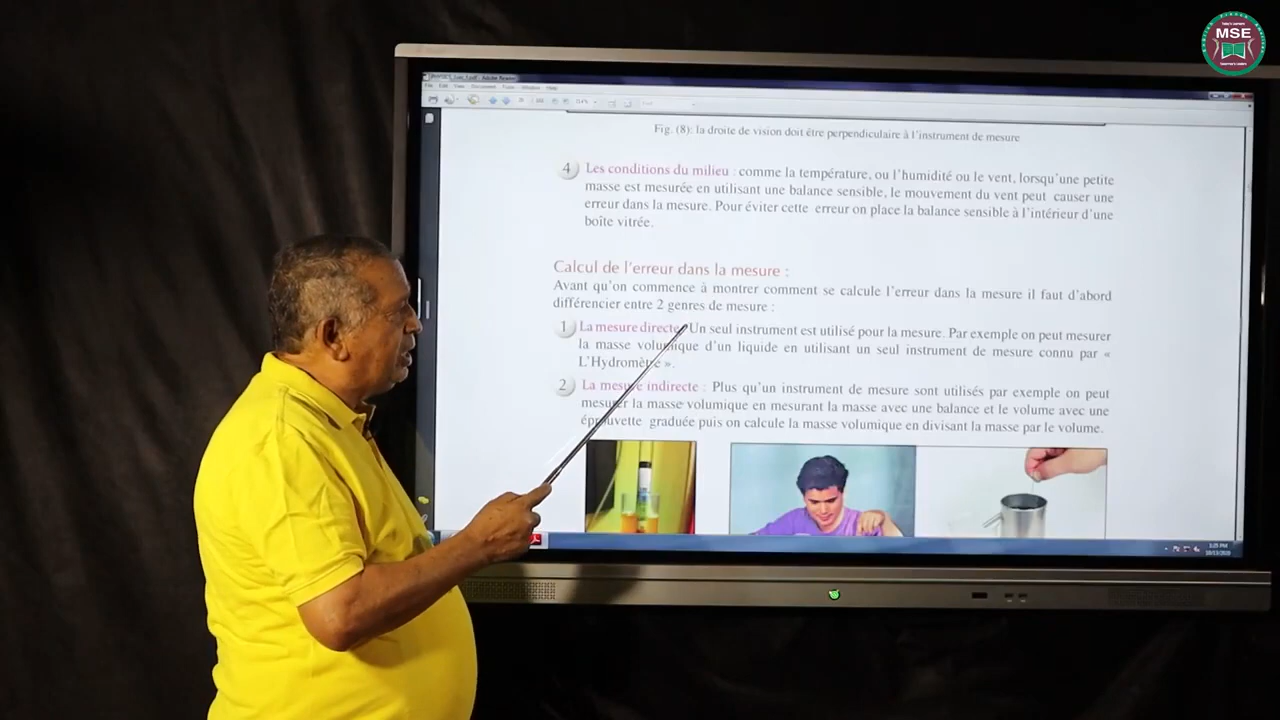 MSE
Fig. (8): la droite de vision doit être perpendiculaire à l'instrument de mesure
4 Les conditions du milieu : comme la température, ou l'humidité ou le vent, lorsqu'une petite
masse est mesurée en utilisant une balance sensible, le mouvement du vent peut causer une
erreur dans la mesure. Pour éviter cette erreur on place la balance sensible à l'intérieur d'une
boîte vitrée.
Calcul de l'erreur dans la mesure :
Avant qu'on commence à montrer comment se calcule l'erreur dans la mesure il faut d'abord
différencier entre 2 genres de mesure :
1 La mesure directe Un seul instrument est utilisé pour la mesure. Par exemple on peut mesurer
la masse volumique d'un liquide en utilisant un seul instrument de mesure connu par «
L'Hydromètre ».
2 La mesure indirecte : Plus qu'un instrument de mesure sont utilisés par exemple on peut
mesurer la masse volumique en mesurant la masse avec une balance et le volume avec une
éprouvette graduée puis on calcule la masse volumique en divisant la masse par le volume.
3:25 PM